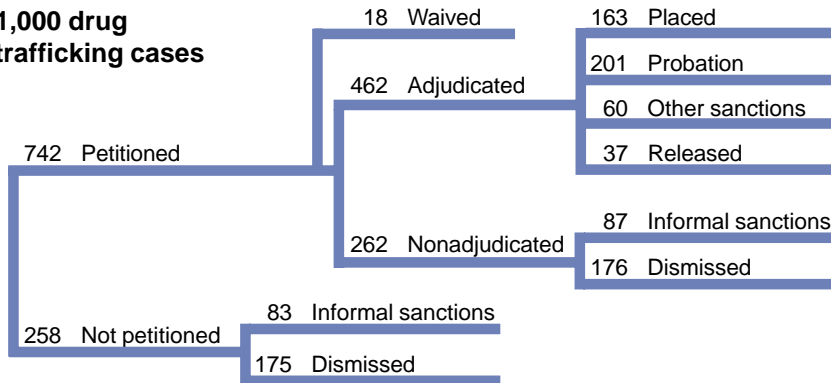 1,000 drug
trafficking cases
18 Waived
163 Placed
201 Probation
462 Adjudicated
60 Other sanctions
37 Released
742 Petitioned
87 Informal sanctions
262 Nonadjudicated
176 Dismissed
83 Informal sanctions
258 Not petitioned
175 Dismissed